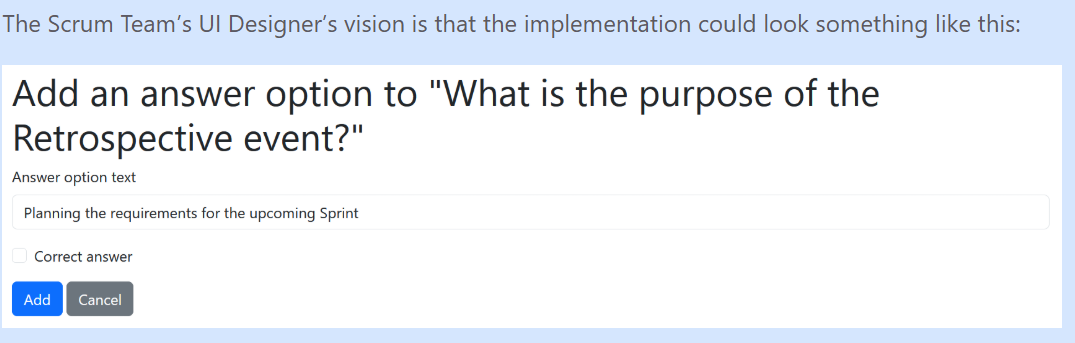 The Scrum Team’s UI Designer’s vision is that the implementation could look something like this:
Add an answer option to "What is the purpose of the
Retrospective event?"
Answer option text
Planning the requirements for the upcoming Sprint
Correct answer
Add Cancel